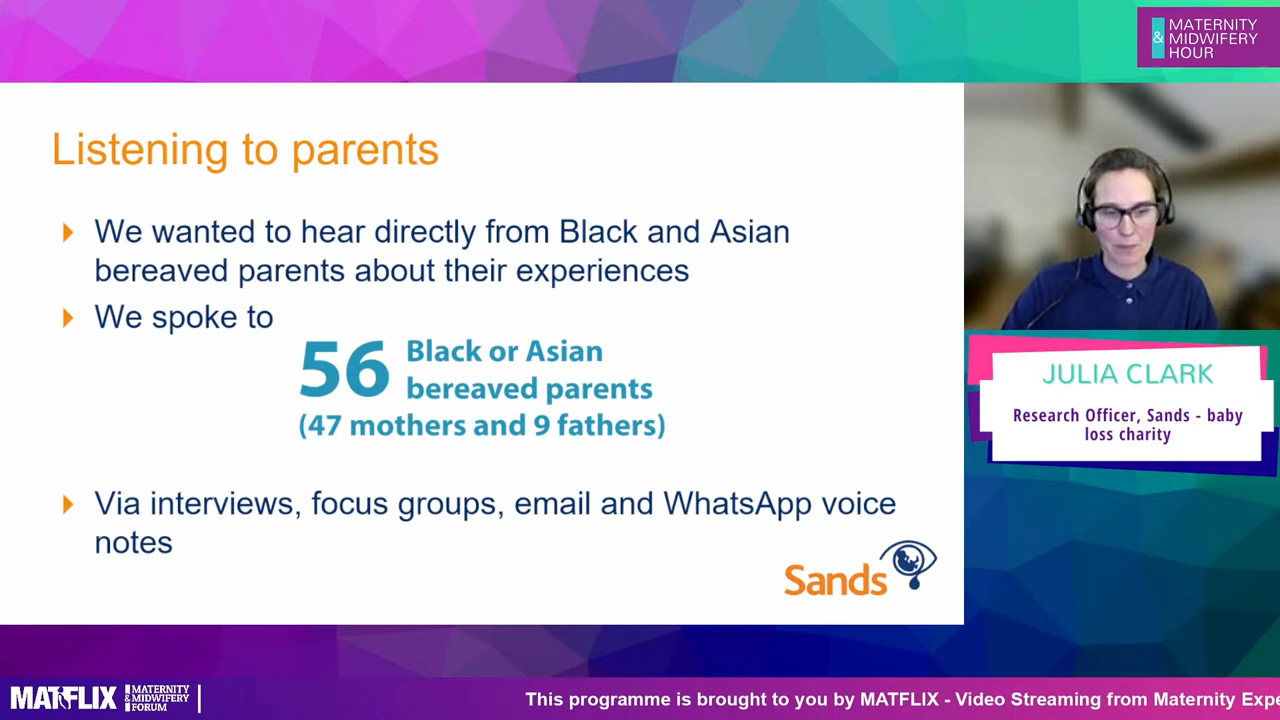 MATERNITY
& MIDWIFERY
HOUR
Listening to parents
We wanted to hear directly from Black and Asian
bereaved parents about their experiences
We spoke to
56 Black or Asian
bereaved parents
(47 mothers and 9 fathers)
Via interviews, focus groups, email and WhatsApp voice
notes
Sands
JULIA CLARK
Research Officer, Sands - baby
loss charity
MATFLIX
MATERNITY
& MIDWIFERY
FORUM
This programme is brought to you by MATFLIX - Video Streaming from Maternity Expe